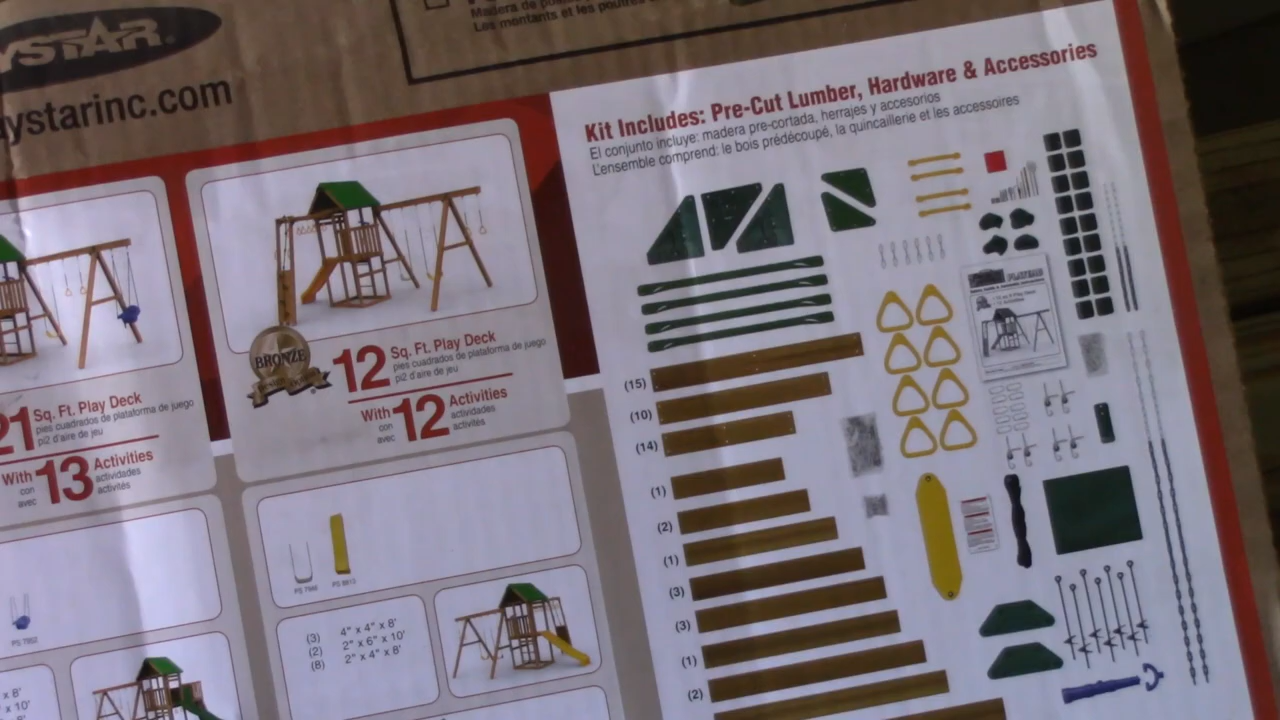 YSTAR®
aystarinc.com
Madera de
Les montants et les poutres
Kit Includes: Pre-Cut Lumber, Hardware & Accessories
El conjunto incluye: madera pre-cortada, herrajes y accesorios
L'ensemble comprend: le bois prédécoupé, la quincaillerie et les accessoires
21 Sq. Ft. Play Deck
pies cuadrados de plataforma de juego
pi2 d'aire de jeu
With 13 Activities
con actividades
avec activités
BRONZE
12 Sq. Ft. Play Deck
pies cuadrados de plataforma de juego
pi2 d'aire de jeu
With 12 Activities
con actividades
avec activités
(15)
(10)
(14)
(1)
(2)
(1)
(3)
(3)
(1)
(2)
(3) 4" x 4" x 8'
(2) 2" x 6" x 10'
(8) 2" x 4" x 8'
x 8'